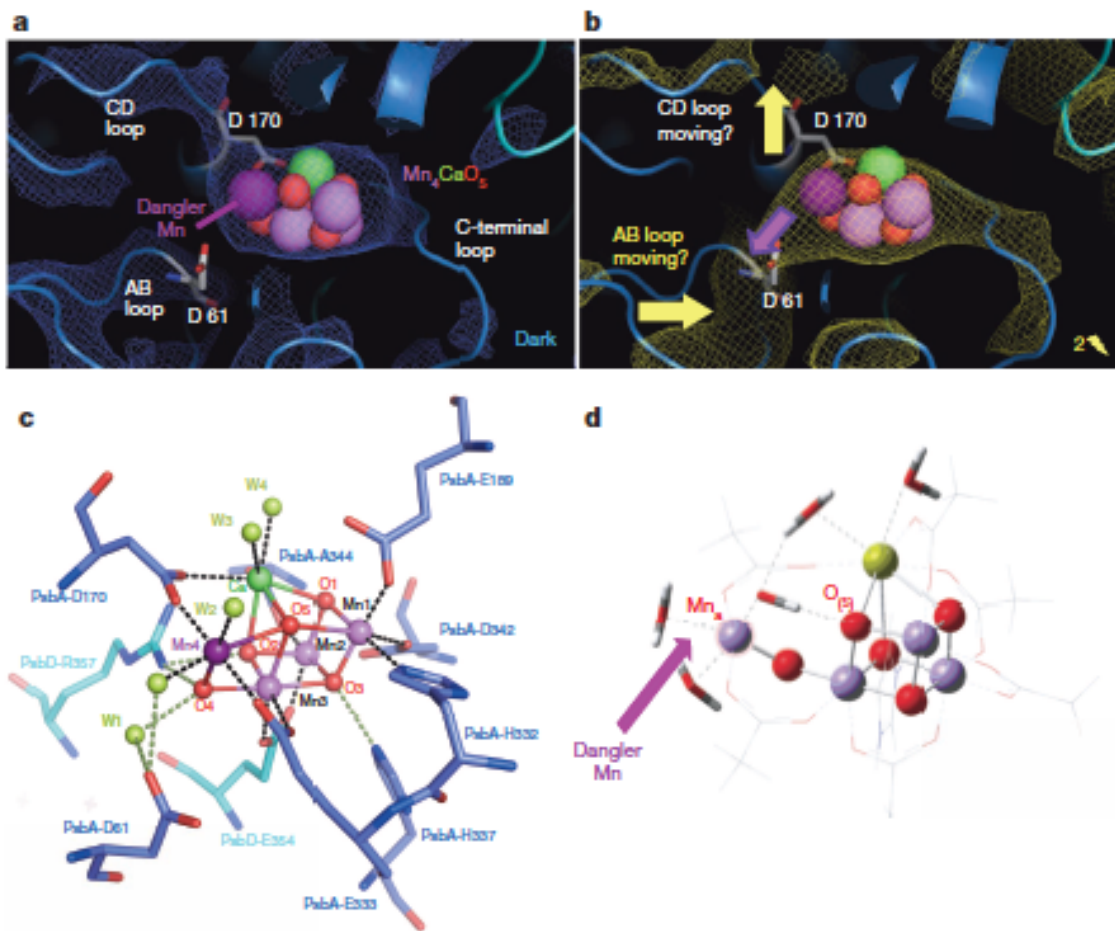 a
CD
loop
D 170
Mn4CaO5
Dangler
Mn
C-terminal
loop
AB
loop
D 61
Dark
b
CD loop
moving?
D 170
AB loop
moving?
D 61
2
c
W4
W3
PsbA-E189
PsbA-A344
PsbA-D170
Ca
O1
W2
O5
Mn1
Mn4
O2
Mn2
PsbA-D342
PsbD-R357
O4
Mn3
O3
W1
PsbA-H332
PsbA-D61
PsbD-E354
PsbA-H337
PsbA-E333
d
Mna
O(5)
Dangler
Mn